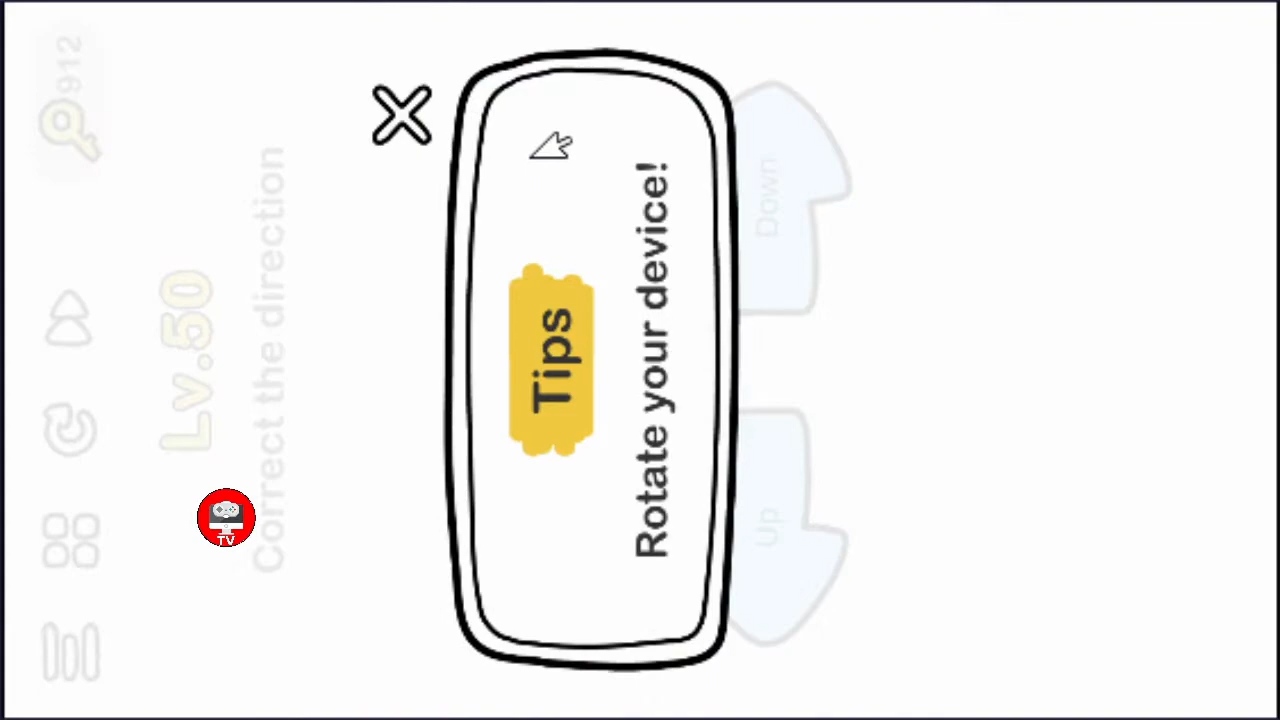 912
Lv.50
Correct the direction
Tips
Rotate your device!
Up
Down
TV